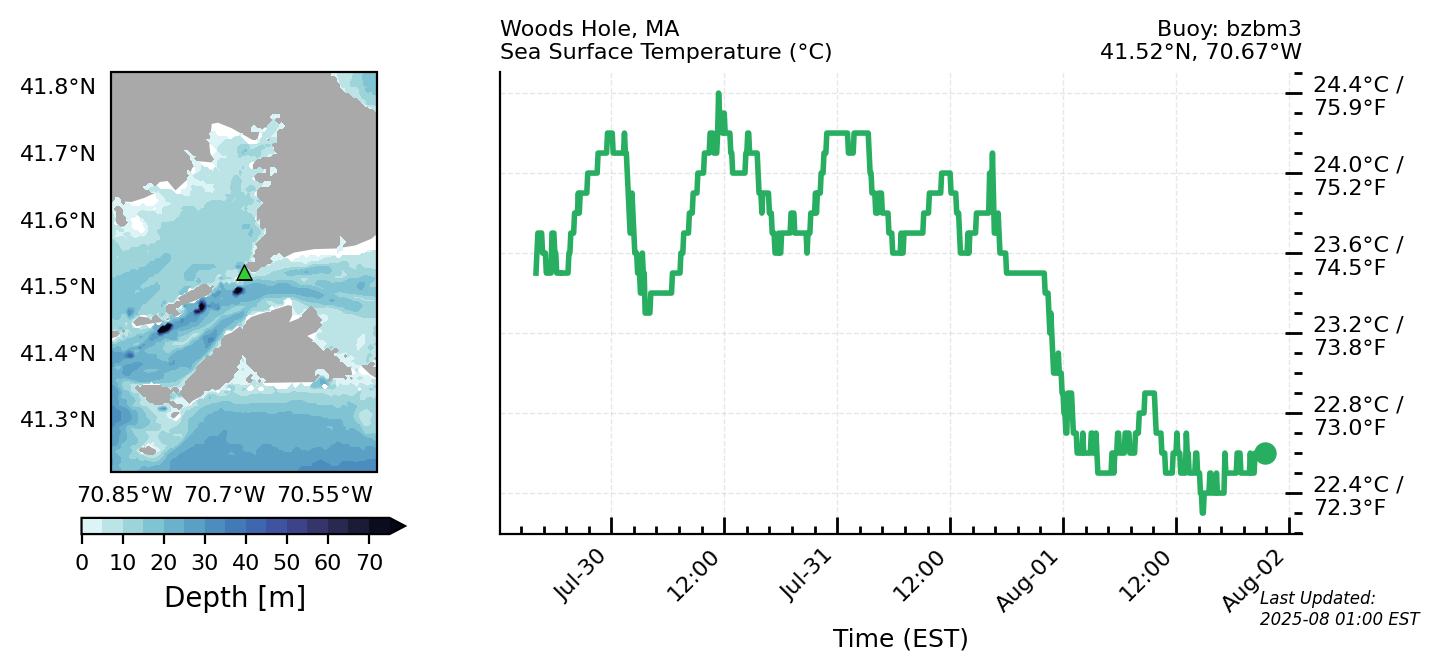 Woods Hole, MA
Sea Surface Temperature (°C)
Buoy: bzbm3
41.52°N, 70.67°W
41.8°N
41.7°N
41.6°N
41.5°N
41.4°N
41.3°N
70.85°W 70.7°W 70.55°W
0 10 20 30 40 50 60 70
Depth [m]
24.4°C /
75.9°F
24.0°C /
75.2°F
23.6°C /
74.5°F
23.2°C /
73.8°F
22.8°C /
73.0°F
22.4°C /
72.3°F
Jul-30
12:00
Jul-31
12:00
Aug-01
12:00
Aug-02
Time (EST)
Last Updated:
2025-08 01:00 EST